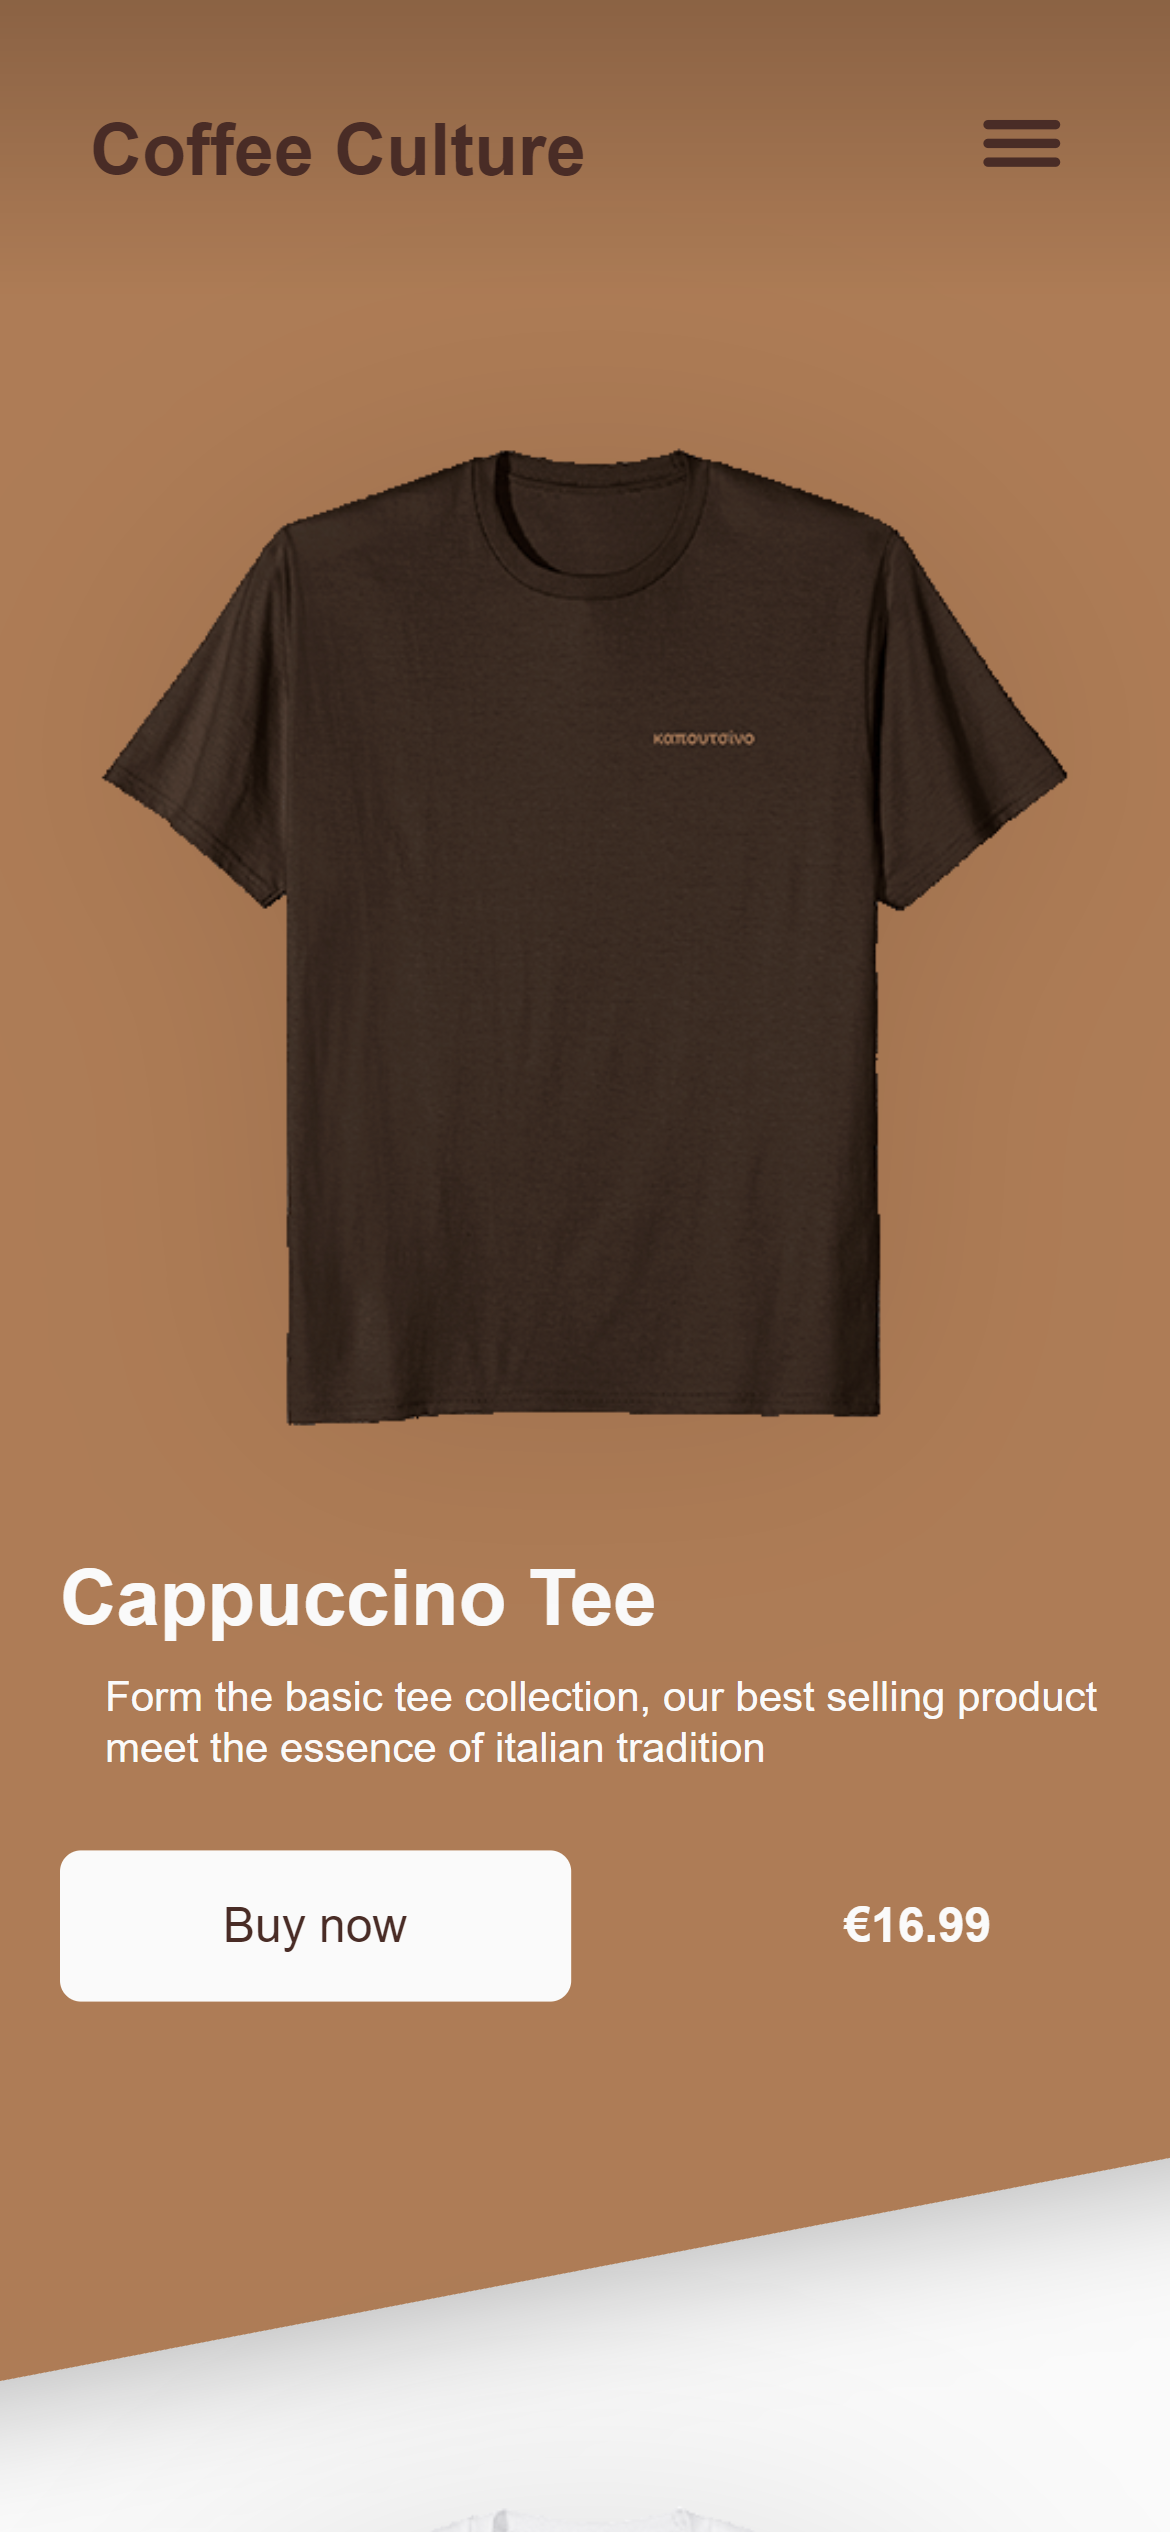 Coffee Culture
καπουτσίνο
Cappuccino Tee
Form the basic tee collection, our best selling product
meet the essence of italian tradition
Buy now
€16.99